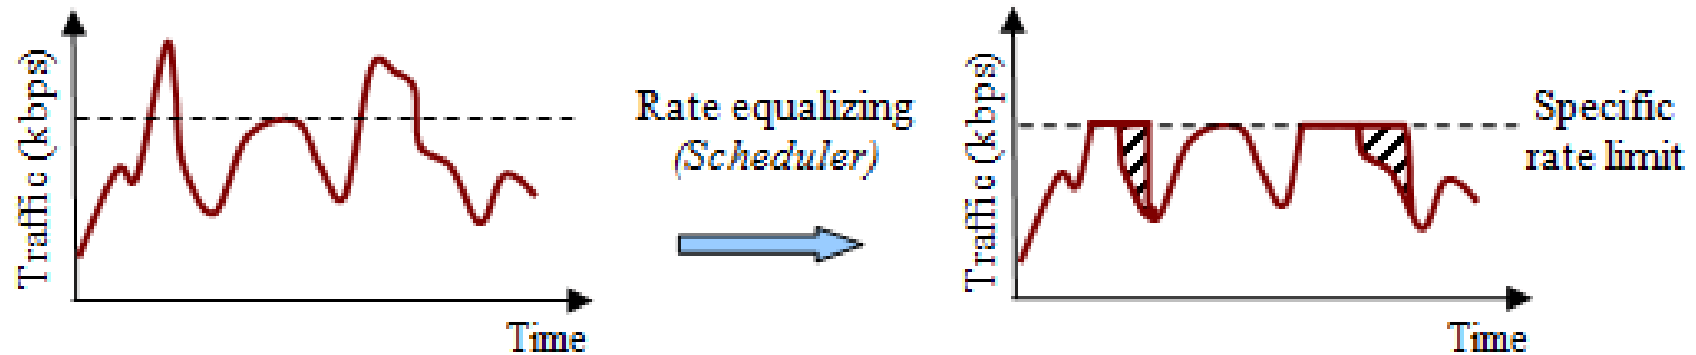 Traffic (kbps)
Time
Rate equalizing
(Scheduler)
Traffic (kbps)
Time
Specific
rate limit